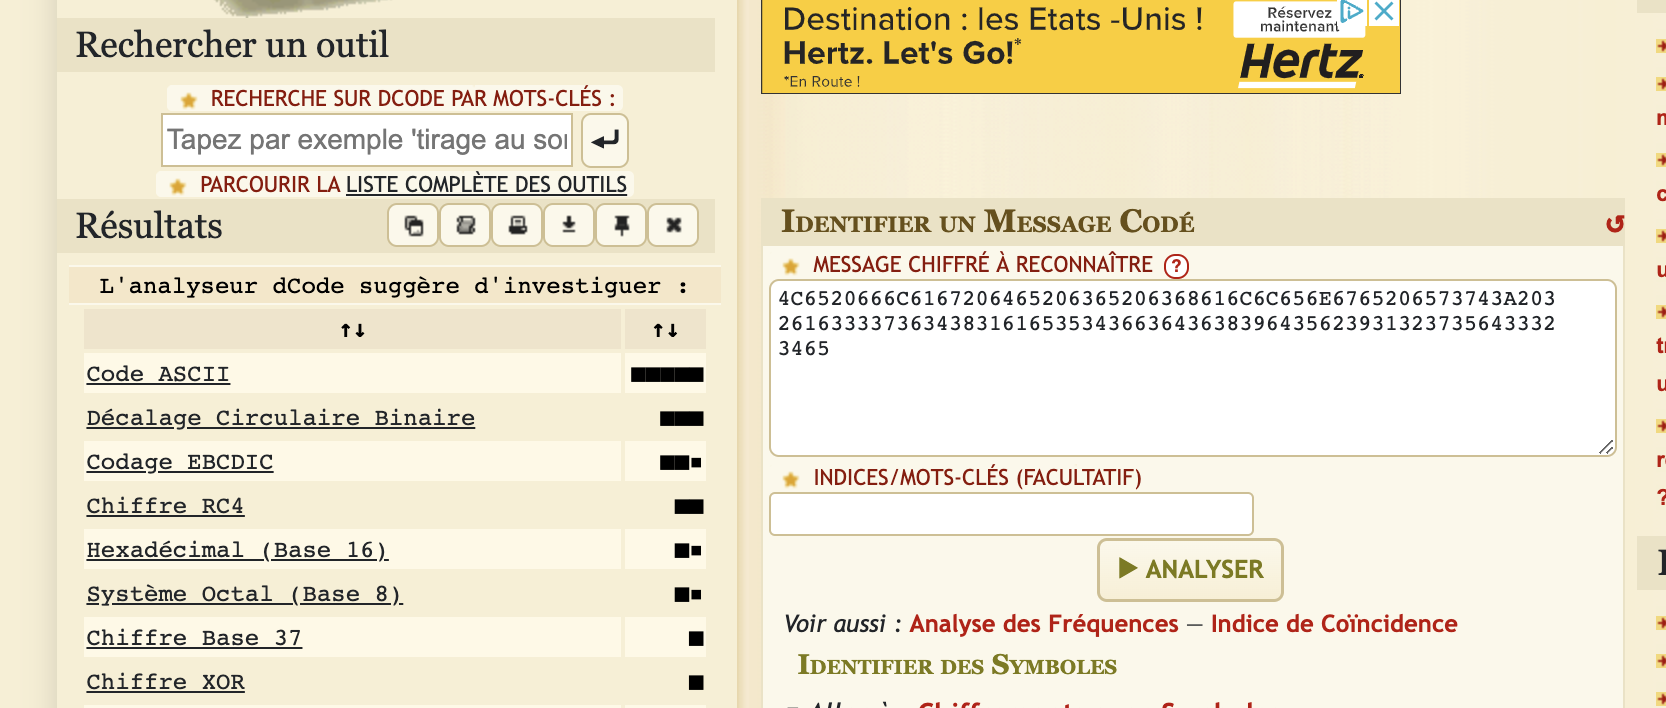 Rechercher un outil
RECHERCHE SUR DCODE PAR MOTS-CLÉS :
Tapez par exemple 'tirage au sor
PARCOURIR LA LISTE COMPLÈTE DES OUTILS
Résultats
L'analyseur dCode suggère d'investiguer :
↑↓ ↑↓
Code ASCII
Décalage Circulaire Binaire
Codage EBCDIC
Chiffre RC4
Hexadécimal (Base 16)
Système Octal (Base 8)
Chiffre Base 37
Chiffre XOR
Destination : les Etats -Unis !
Hertz. Let's Go!*
*En Route !
Réservez
maintenant
Hertz.
Identifier un Message Codé
MESSAGE CHIFFRÉ À RECONNAÎTRE ?
4C6520666C6167206465206365206368616C6C656E6765206573743A203
26163333736343831616535343663643638396435623931323735643332
3465
INDICES/MOTS-CLÉS (FACULTATIF)
▶ ANALYSER
Voir aussi : Analyse des Fréquences – Indice de Coïncidence
Identifier des Symboles